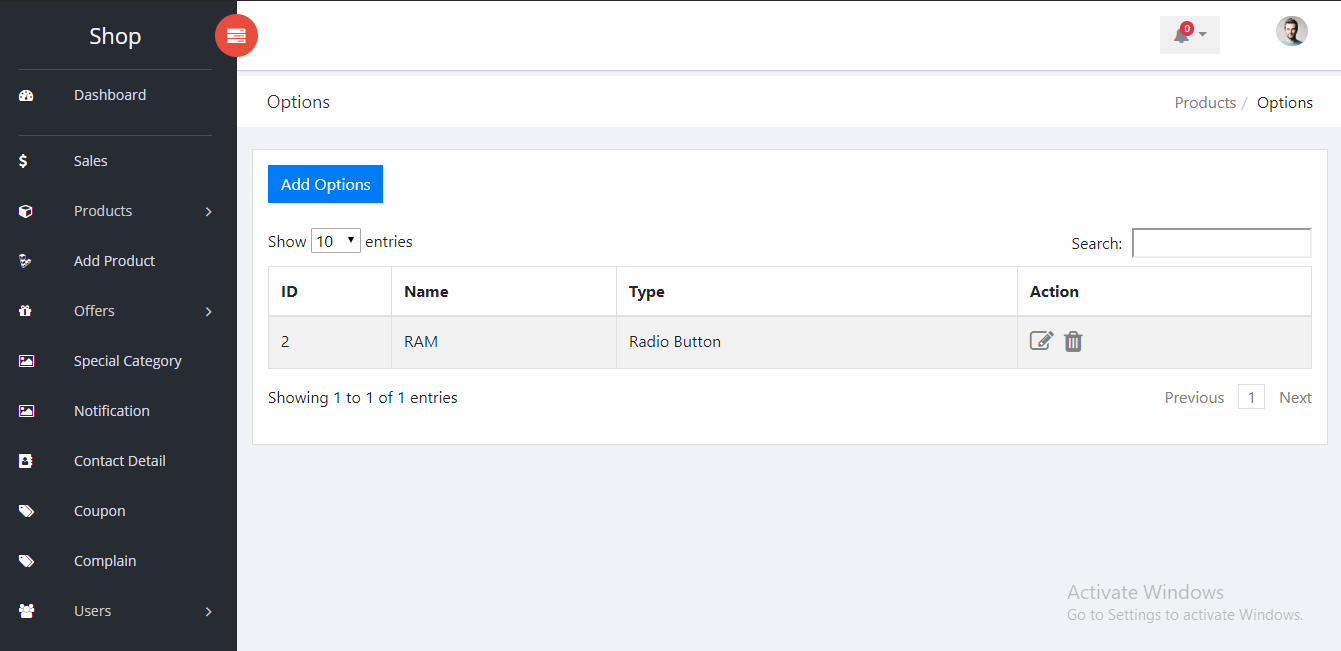 Shop
0
Dashboard
Sales
Products
Add Product
Offers
Special Category
Notification
Contact Detail
Coupon
Complain
Users
Options
Products / Options
Add Options
Show 10 entries
Search:
ID Name Type Action
2 RAM Radio Button
Showing 1 to 1 of 1 entries
Previous 1 Next
Activate Windows
Go to Settings to activate Windows.